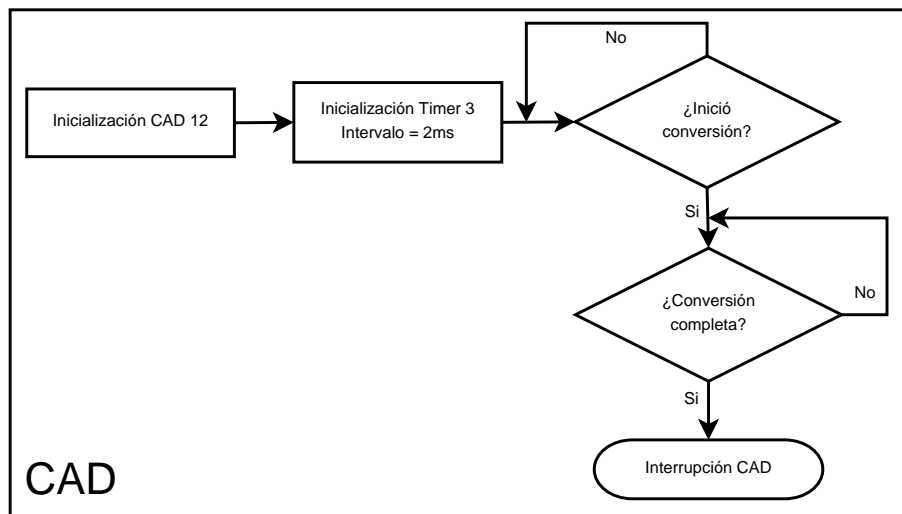 No
Inicialización CAD 12
Inicialización Timer 3
Intervalo = 2ms
¿Inició
conversión?
Si
¿Conversión
completa?
No
Si
Interrupción CAD
CAD